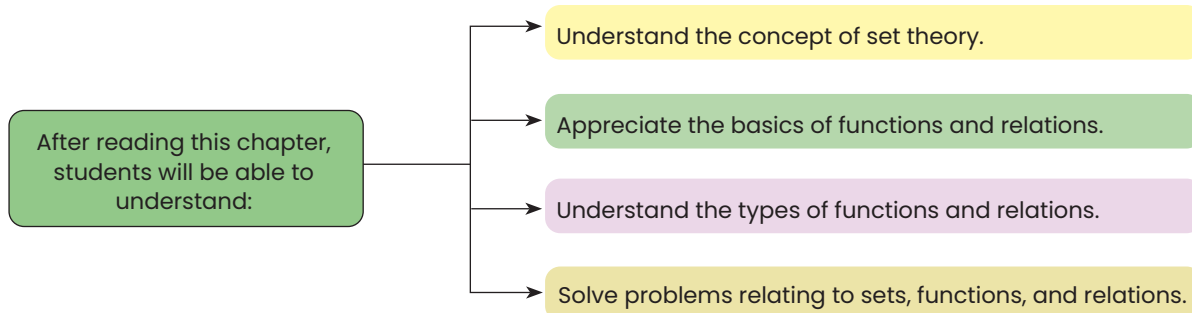 After reading this chapter,
students will be able to
understand:
Understand the concept of set theory.
Appreciate the basics of functions and relations.
Understand the types of functions and relations.
Solve problems relating to sets, functions, and relations.